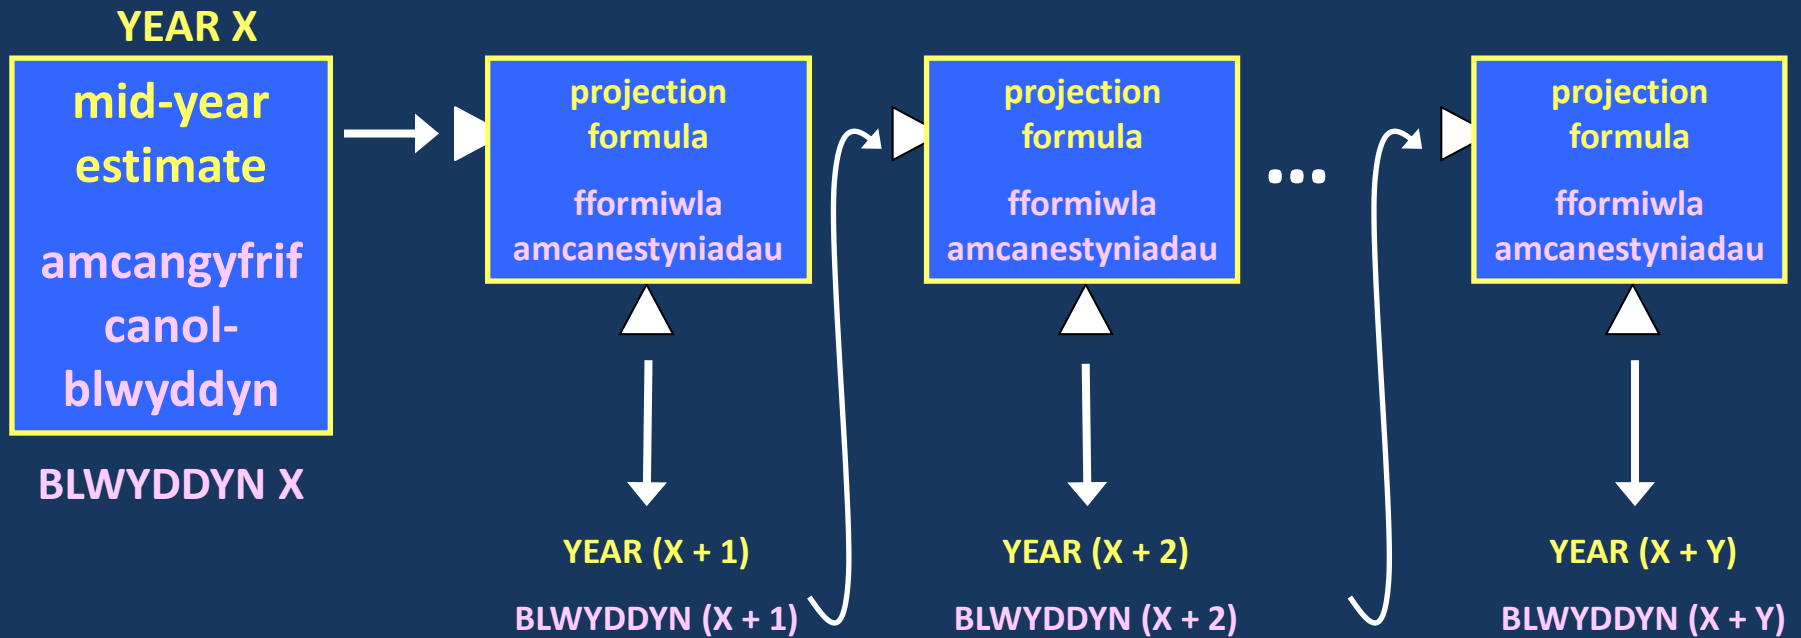 YEAR X
mid-year
estimate
amcangyfrif
canol-
blwyddyn
BLWYDDYN X
projection
formula
fformiwla
amcanestyniadau
YEAR (X + 1)
BLWYDDYN (X + 1)
projection
formula
fformiwla
amcanestyniadau
YEAR (X + 2)
BLWYDDYN (X + 2)
...
projection
formula
fformiwla
amcanestyniadau
YEAR (X + Y)
BLWYDDYN (X + Y)